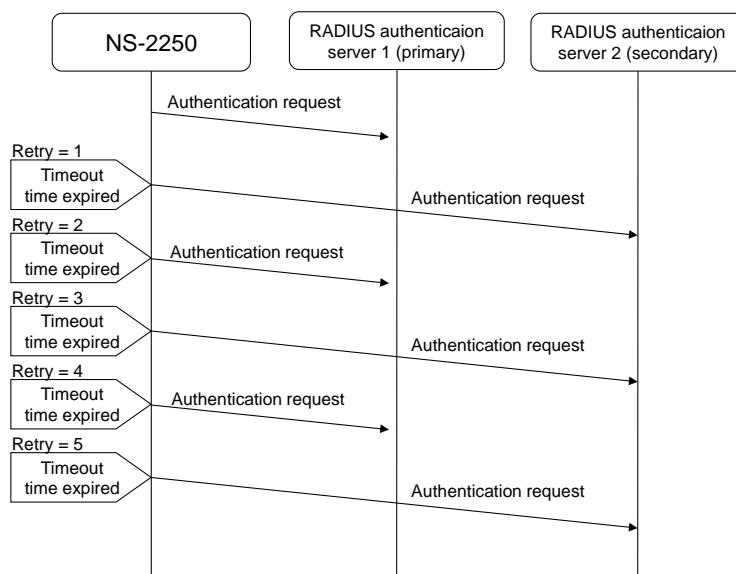 NS-2250
RADIUS authenticaion
server 1 (primary)
RADIUS authenticaion
server 2 (secondary)
Authentication request
Retry = 1
Timeout
time expired
Authentication request
Retry = 2
Timeout
time expired
Authentication request
Retry = 3
Timeout
time expired
Authentication request
Retry = 4
Timeout
time expired
Authentication request
Retry = 5
Timeout
time expired
Authentication request